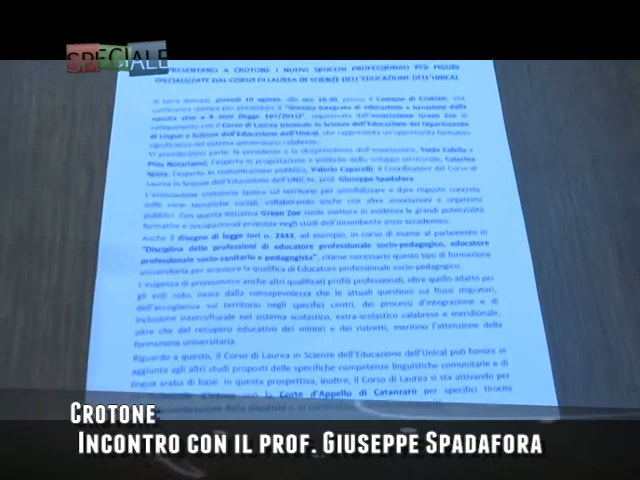 SPECIALE
PRESENTANO A CROTONE I NUOVI SBOCCHI PROFESSIONALI PER FIGURE
SPECIALIZZATE DAL CORSO DI LAUREA IN SCIENZE DELL'EDUCAZIONE DELL'UNICAL
Si terrà domani, giovedì 10 agosto, alle ore 10.30, presso il Comune di Crotone, una
conferenza stampa per presentare il "Sistema integrato di educazione e istruzione dalla
nascita sino a 6 anni (legge 107/2015)", organizzata dall'associazione Green Zoe in
collegamento con il Corso di Laurea triennale in Scienze dell'Educazione del Dipartimento
di Lingue e Scienze dell'Educazione dell'Unical, che rappresenta un'opportunità formativa
significativa nel sistema universitario calabrese.
Vi prenderanno parte: la presidente e la vicepresidente dell'associazione,
Pina Notarianni, l'esperto in progettazione e politiche dello sviluppo territoriale, Caterina
Spina, l'esperto in comunicazione pubblica, Valerio Caparelli, il Coordinatore del Corso di
Laurea in Scienze dell'Educazione dell'UNICAL, prof. Giuseppe Spadafora.
L'associazione crotonese lavora sul territorio per sensibilizzare e dare risposte concrete
sulle varie tematiche sociali, collaborando anche con altre associazioni e organismi
pubblici. Con questa iniziativa Green Zoe vuole mettere in evidenza le grandi potenzialità
formative e occupazionali proposte negli studi dell'incombente anno accademico.
Anche il disegno di legge Iori n. 2443, ad esempio, in corso di esame al parlamento in
"Disciplina delle professioni di educatore professionale socio-pedagogico, educatore
professionale socio-sanitario e pedagogista", ritiene necessario questo tipo di formazione
universitaria per acquisire la qualifica di Educatore professionale socio-pedagogico.
L'esigenza di promuovere anche altri qualificati profili professionali, oltre quello adatto per
gli asili nido, nasce dalla consapevolezza che le attuali questioni sui flussi migratori,
dell'accoglienza sul territorio negli specifici centri, dei processi d'integrazione e di
inclusione interculturale nel sistema scolastico, extra-scolastico calabrese e meridionale,
oltre che del recupero educativo dei minori e dei ristretti, meritino l'attenzione della
formazione universitaria.
Riguardo a questo, il Corso di Laurea in Scienze dell'Educazione dell'Unical può fornire in
aggiunta agli altri studi proposti delle specifiche competenze linguistiche comunitarie e di
lingua araba di base. In questa prospettiva, inoltre, il Corso di Laurea si sta attivando per
con la Corte d'Appello di Catanzaro per specifici tirocini
CROTONE:
INCONTRO CON IL PROF. GIUSEPPE SPADAFORA